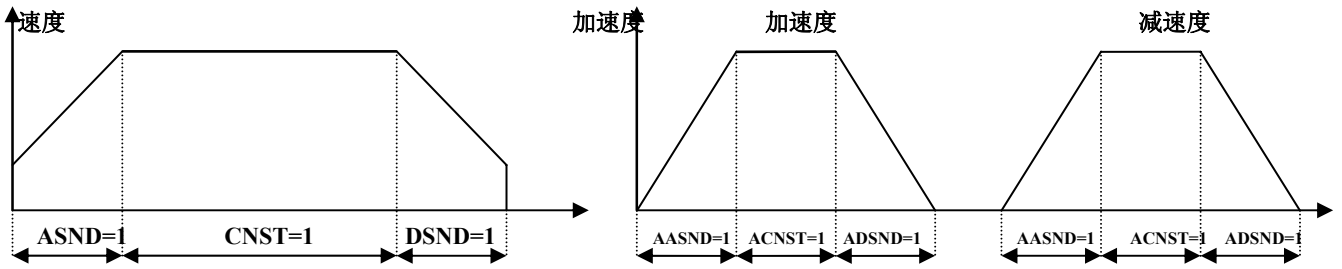 速度
ASND=1 CNST=1 DSND=1
加速度 加速度 减速度
AASND=1 ACNST=1 ADSND=1 AASND=1 ACNST=1 ADSND=1